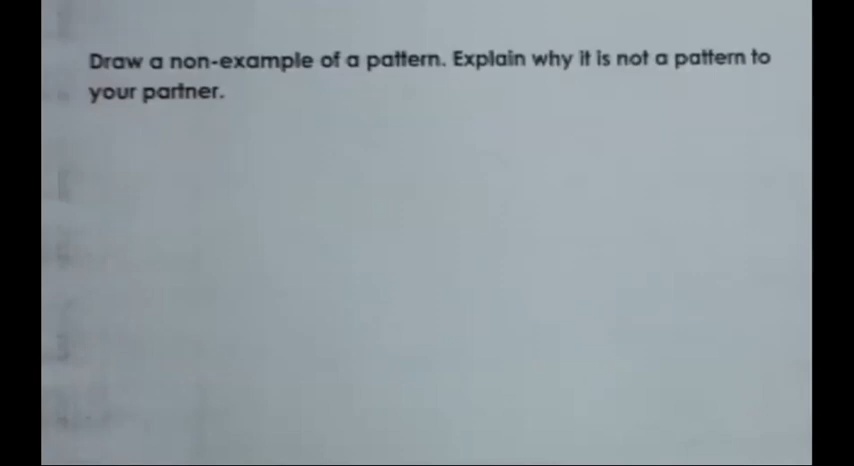 Draw a non-example of a pattern. Explain why it is not a pattern to
your partner.